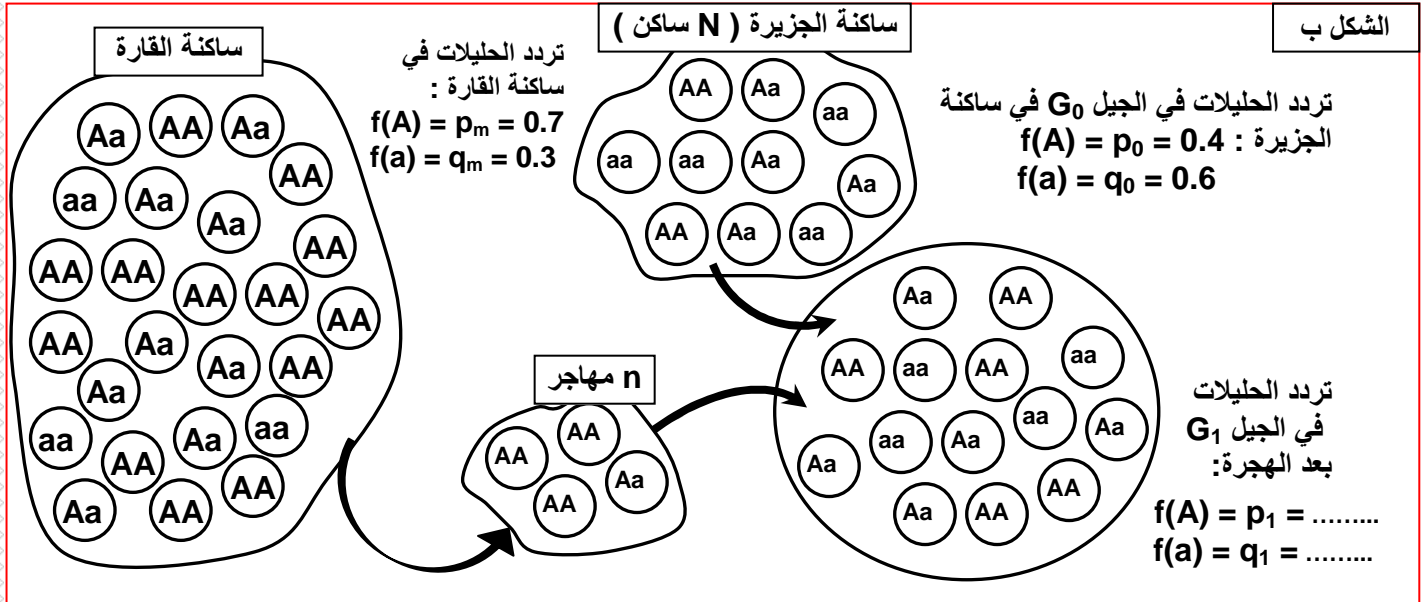 الشكل ب
ساكنة الجزيرة ( N ساكن )
ساكنة القارة
تردد الحليلات في
ساكنة القارة :
f(A) = pm = 0.7
f(a) = qm = 0.3
تردد الحليلات في الجيل G0 في ساكنة
الجزيرة : f(A) = p0 = 0.4
f(a) = q0 = 0.6
Aa AA Aa
AA
aa Aa
Aa
AA
AA AA
AA AA
AA
AA Aa
Aa AA
Aa
aa Aa aa
AA
AA
Aa AA
AA Aa
aa
aa aa Aa
Aa
AA Aa aa
n مهاجر
AA
AA
Aa
AA
Aa AA
aa
AA aa AA
aa
Aa
aa Aa
Aa
AA
Aa AA
تردد الحليلات
في الجيل G1
بعد الهجرة:
f(A) = p1 = ........
f(a) = q1 = ........